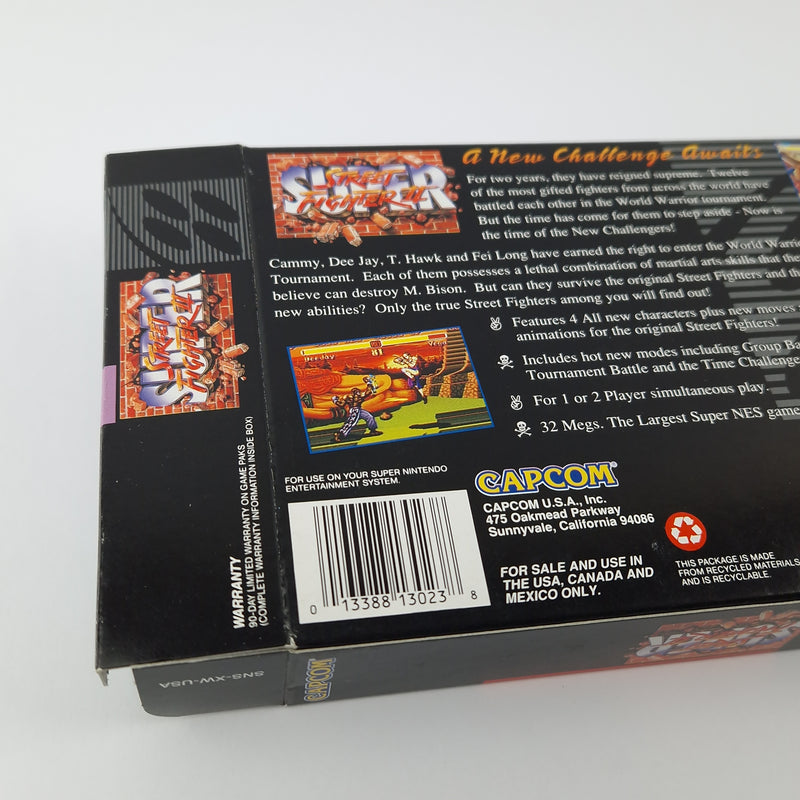 SUPER
STREET
FIGHTER II
A New Challenge Awaits
For two years, they have reigned supreme. Twelve
of the most gifted fighters from across the world have
battled each other in the World Warrior tournament.
But the time has come for them to step aside - Now is
the time of the New Challengers!
Cammy, Dee Jay, T. Hawk and Fei Long have earned the right to enter the World Warrior
Tournament. Each of them possesses a lethal combination of martial arts skills that
believe can destroy M. Bison. But can they survive the original Street Fighters and
new abilities? Only the true Street Fighters among you will find out!
Features 4 All new characters plus new moves
animations for the original Street Fighters!
Includes hot new modes including Group
Tournament Battle and the Time Challenge
For 1 or 2 Player simultaneous play.
32 Megs. The Largest Super NES game
DeeJay
Vega
81
FOR USE ON YOUR SUPER NINTENDO
ENTERTAINMENT SYSTEM.
CAPCOM®
CAPCOM U.S.A., Inc.
475 Oakmead Parkway
Sunnyvale, California 94086
FOR SALE AND USE IN
THE USA, CANADA AND
MEXICO ONLY.
THIS PACKAGE IS MADE
FROM RECYCLED MATERIALS
AND IS RECYCLABLE.
0 13388 13023 8
SUPER
STREET
FIGHTER II
WARRANTY
90-DAY LIMITED WARRANTY ON GAME PAKS
(COMPLETE WARRANTY INFORMATION INSIDE BOX)
SNS-XW-USA
CAPCOM
SUPER